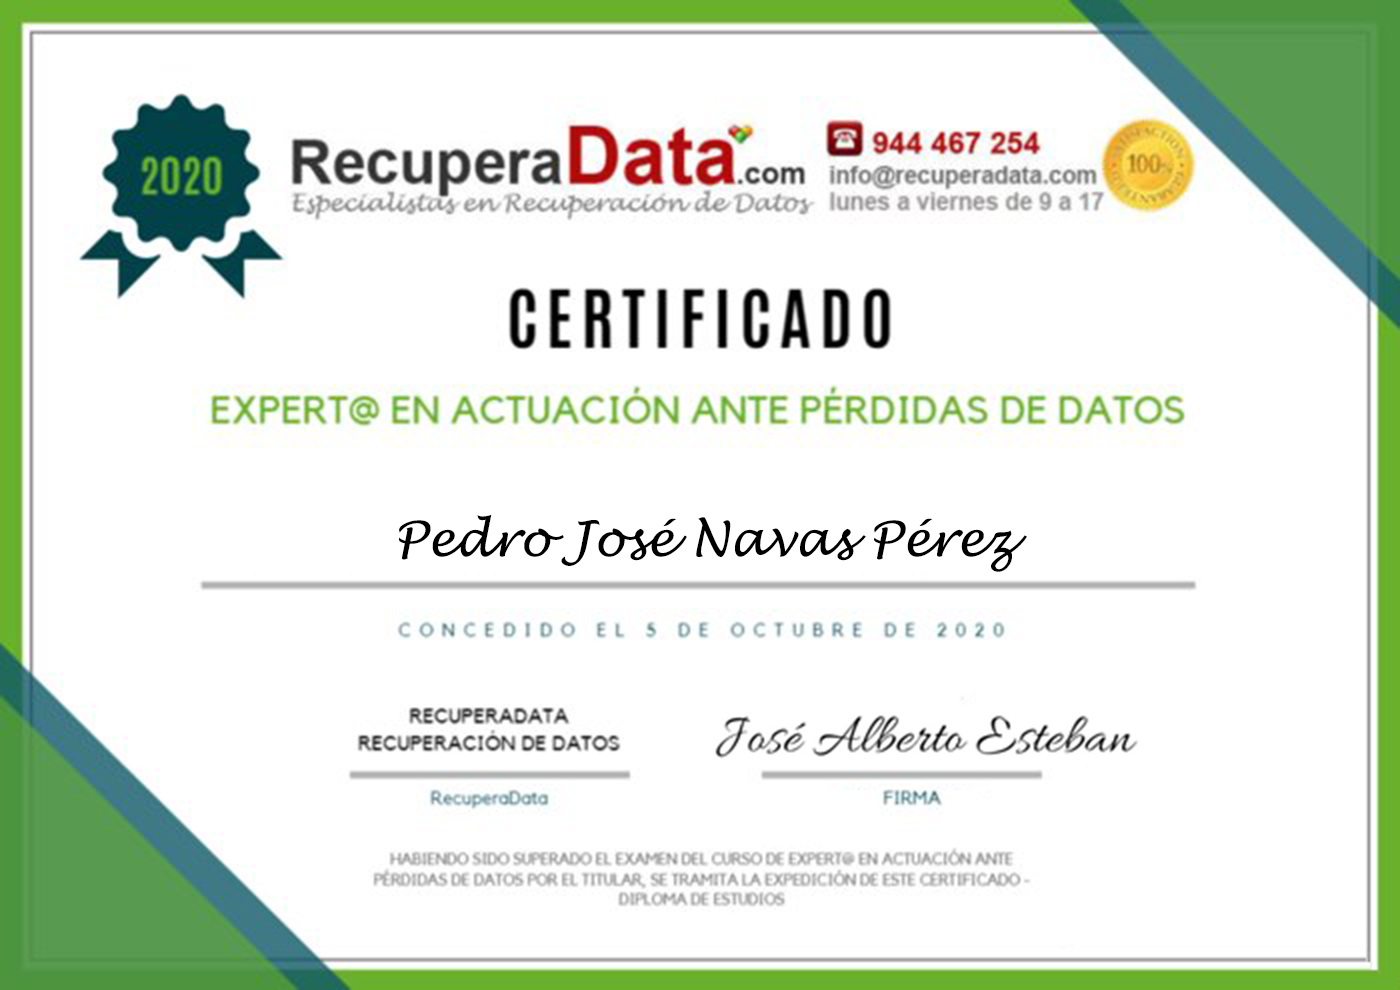 2020
RecuperaData.com
Especialistas en Recuperación de Datos
944 467 254
info@recuperadata.com
lunes a viernes de 9 a 17
SATISFACTION
100%
GUARANTEED
CERTIFICADO
EXPERT@ EN ACTUACIÓN ANTE PÉRDIDAS DE DATOS
Pedro José Navas Pérez
CONCEDIDO EL 5 DE OCTUBRE DE 2020
RECUPERADATA
RECUPERACIÓN DE DATOS
RecuperaData
José Alberto Esteban
FIRMA
HABIENDO SIDO SUPERADO EL EXAMEN DEL CURSO DE EXPERT@ EN ACTUACIÓN ANTE
PÉRDIDAS DE DATOS POR EL TITULAR, SE TRAMITA LA EXPEDICIÓN DE ESTE CERTIFICADO -
DIPLOMA DE ESTUDIOS